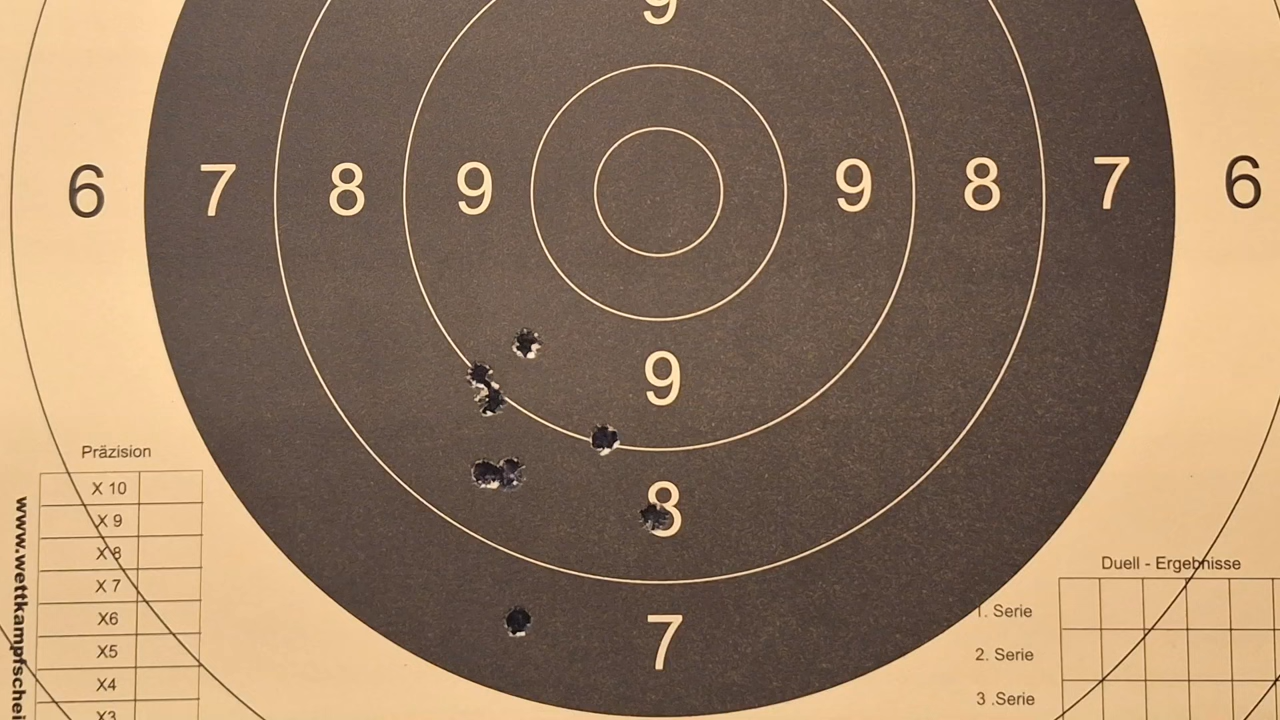 9
6 7 8 9 9 8 7 6
9
8
7
Präzision
X 10
X 9
X 8
X 7
X6
X5
X4
X3
www.wettkampfschei
Duell - Ergebnisse
1. Serie
2. Serie
3 .Serie